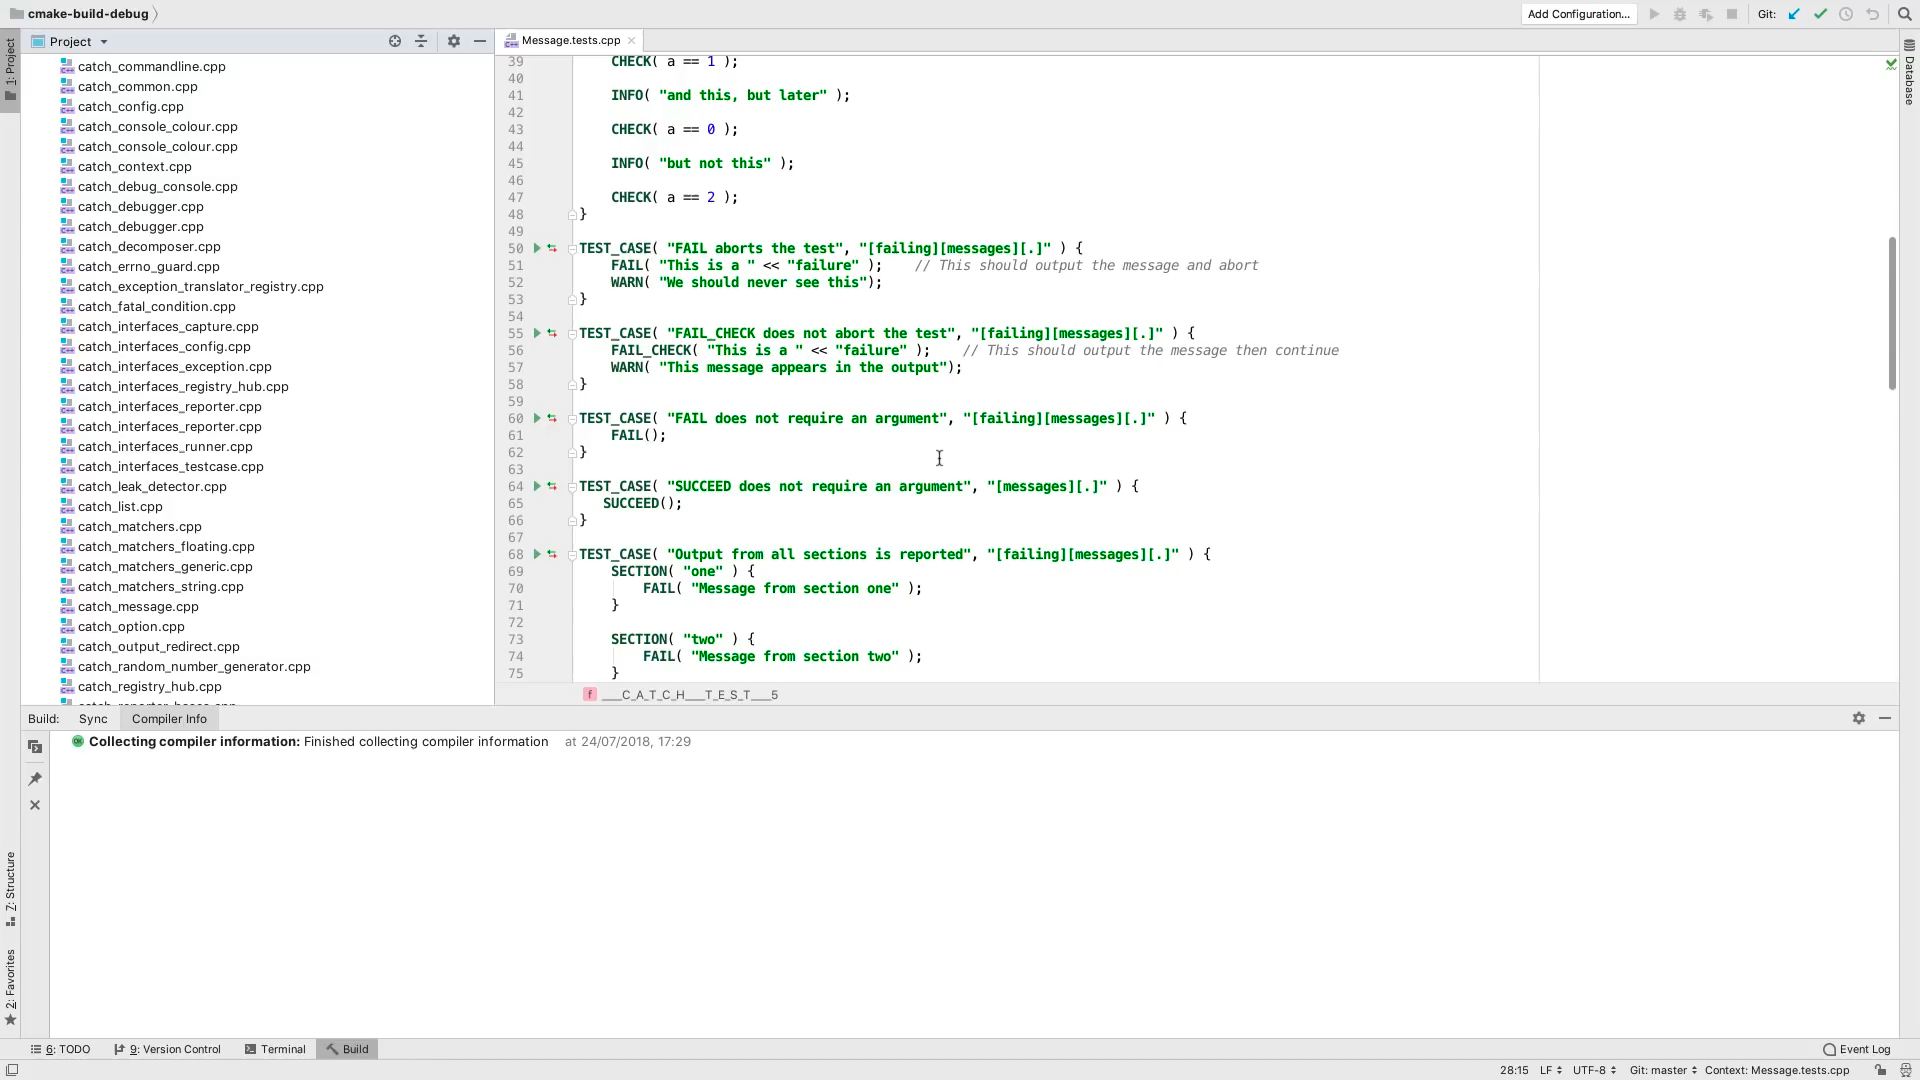 cmake-build-debug
Add Configuration...
Git:
1: Project
Project
Message.tests.cpp
Database
catch_commandline.cpp
catch_common.cpp
catch_config.cpp
catch_console_colour.cpp
catch_console_colour.cpp
catch_context.cpp
catch_debug_console.cpp
catch_debugger.cpp
catch_debugger.cpp
catch_decomposer.cpp
catch_errno_guard.cpp
catch_exception_translator_registry.cpp
catch_fatal_condition.cpp
catch_interfaces_capture.cpp
catch_interfaces_config.cpp
catch_interfaces_exception.cpp
catch_interfaces_registry_hub.cpp
catch_interfaces_reporter.cpp
catch_interfaces_reporter.cpp
catch_interfaces_runner.cpp
catch_interfaces_testcase.cpp
catch_leak_detector.cpp
catch_list.cpp
catch_matchers.cpp
catch_matchers_floating.cpp
catch_matchers_generic.cpp
catch_matchers_string.cpp
catch_message.cpp
catch_option.cpp
catch_output_redirect.cpp
catch_random_number_generator.cpp
catch_registry_hub.cpp
39 CHECK( a == 1 );
40
41 INFO( "and this, but later" );
42
43 CHECK( a == 0 );
44
45 INFO( "but not this" );
46
47 CHECK( a == 2 );
48 }
49
50 TEST_CASE( "FAIL aborts the test", "[failing][messages][.]" ) {
51 FAIL( "This is a " << "failure" ); // This should output the message and abort
52 WARN( "We should never see this");
53 }
54
55 TEST_CASE( "FAIL_CHECK does not abort the test", "[failing][messages][.]" ) {
56 FAIL_CHECK( "This is a " << "failure" ); // This should output the message then continue
57 WARN( "This message appears in the output");
58 }
59
60 TEST_CASE( "FAIL does not require an argument", "[failing][messages][.]" ) {
61 FAIL();
62 }
63
64 TEST_CASE( "SUCCEED does not require an argument", "[messages][.]" ) {
65 SUCCEED();
66 }
67
68 TEST_CASE( "Output from all sections is reported", "[failing][messages][.]" ) {
69 SECTION( "one" ) {
70 FAIL( "Message from section one" );
71 }
72
73 SECTION( "two" ) {
74 FAIL( "Message from section two" );
75 }
f ____C_A_T_C_H____T_E_S_T____5
Build: Sync Compiler Info
Collecting compiler information: Finished collecting compiler information at 24/07/2018, 17:29
7: Structure
2: Favorites
6: TODO 9: Version Control Terminal Build Event Log
28:15 LF UTF-8 Git: master Context: Message.tests.cpp